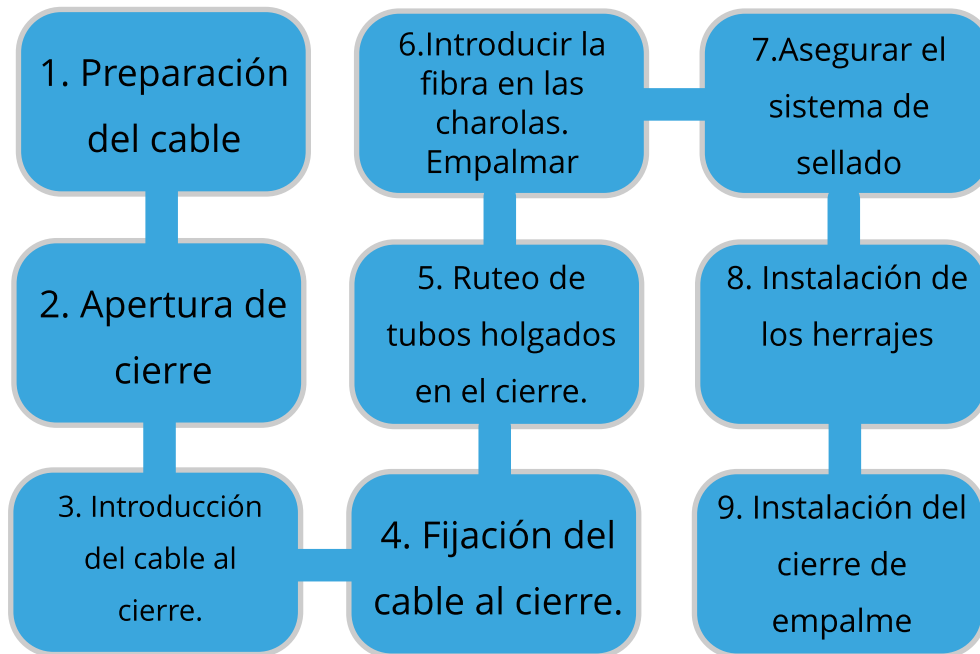 1. Preparación
del cable
2. Apertura de
cierre
3. Introducción
del cable al
cierre.
4. Fijación del
cable al cierre.
5. Ruteo de
tubos holgados
en el cierre.
6.Introducir la
fibra en las
charolas.
Empalmar
7.Asegurar el
sistema de
sellado
8. Instalación de
los herrajes
9. Instalación del
cierre de
empalme